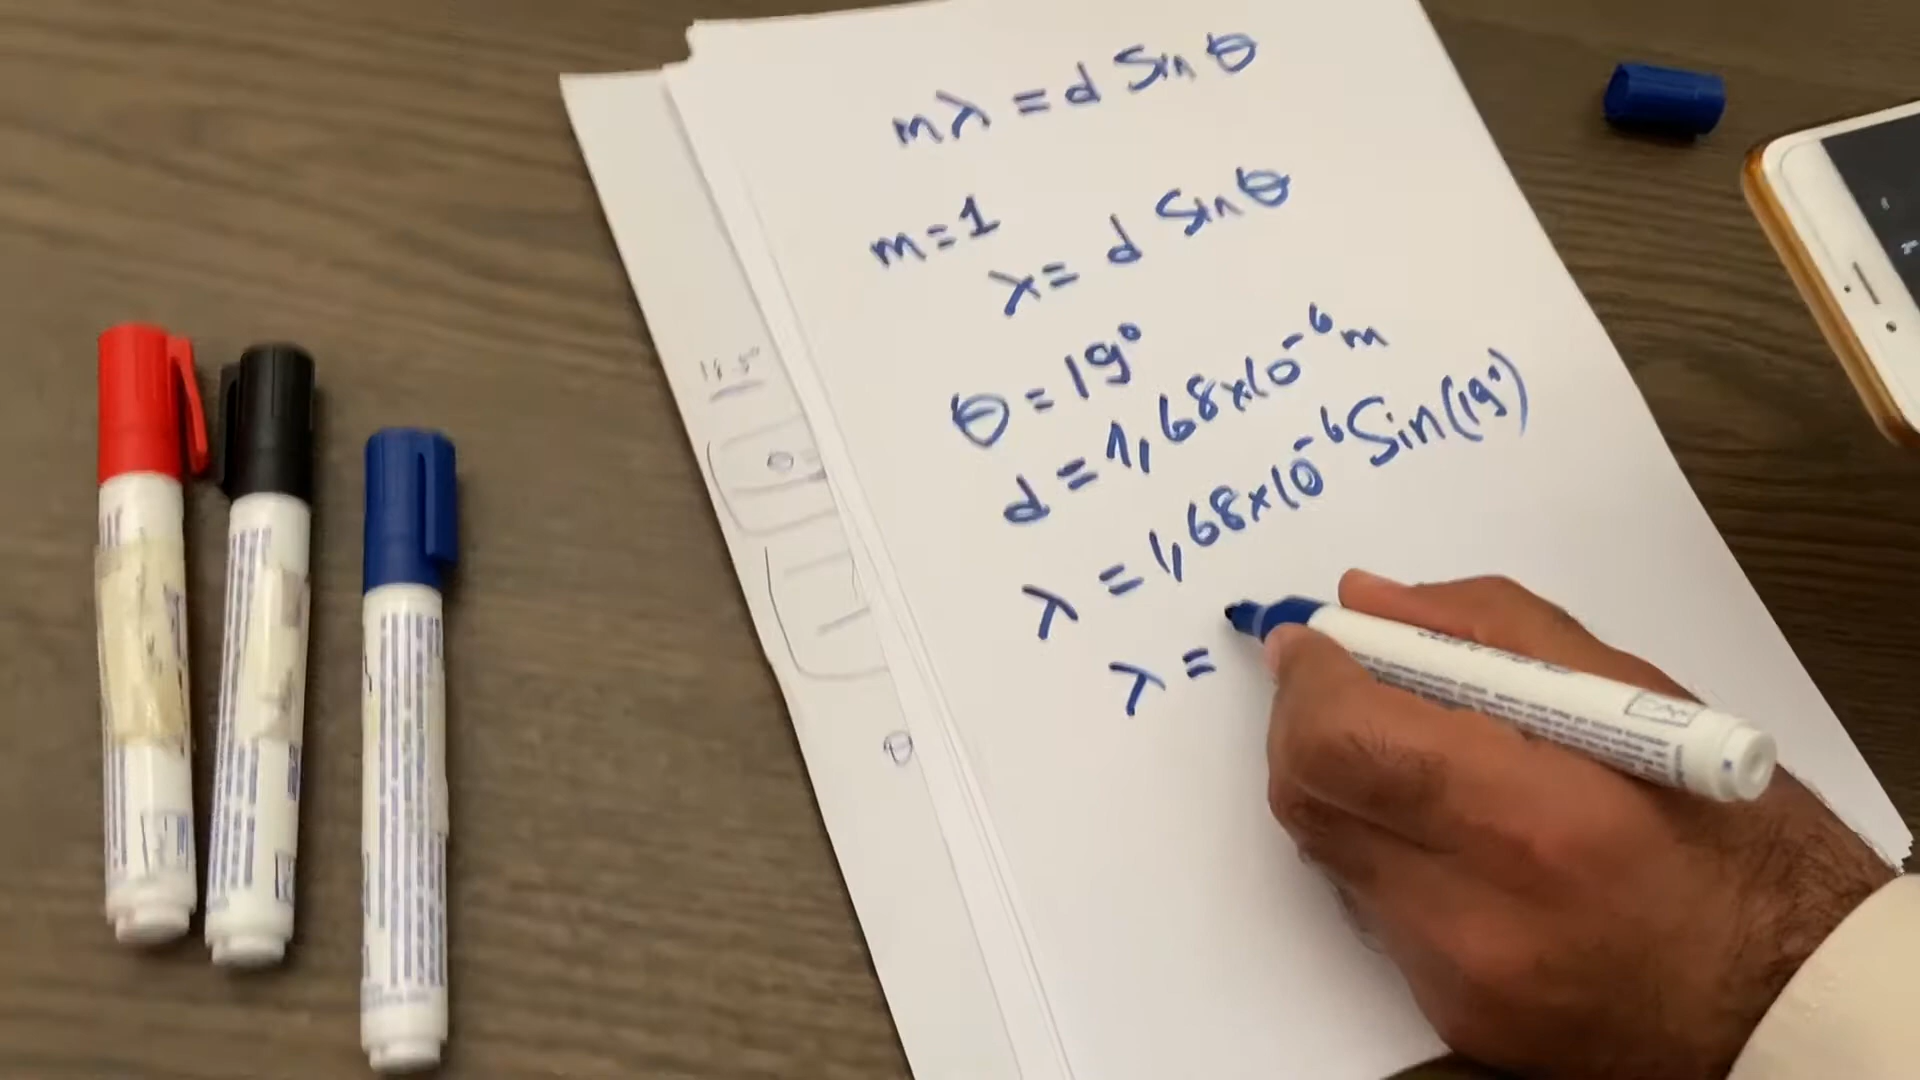 mλ = d Sin θ
m=1
λ = d Sin θ
θ = 19°
d = 1,68×10⁻⁶ m
λ = 1,68×10⁻⁶ Sin(19°)
λ =
θ